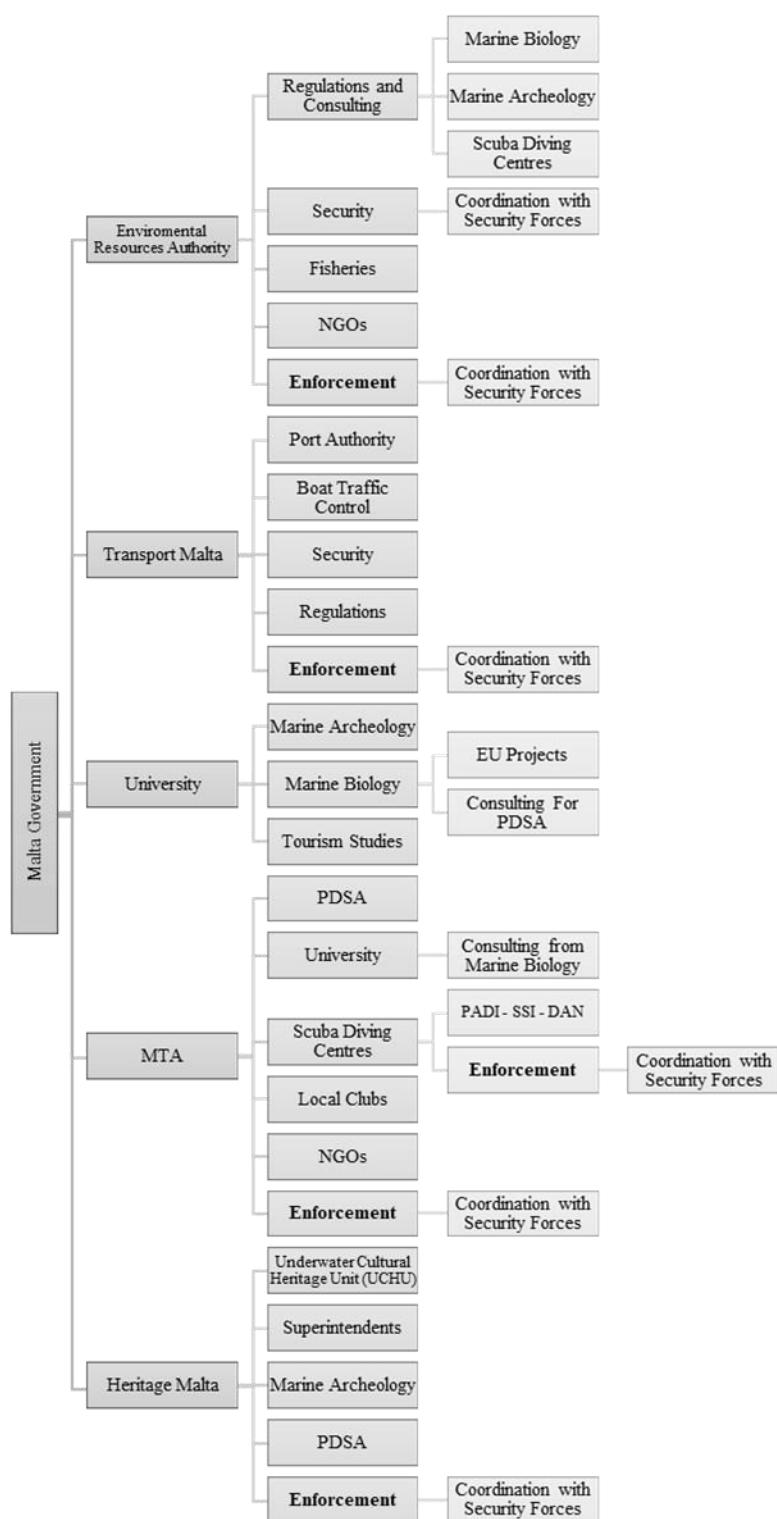 Marine Biology
Regulations and
Consulting
Marine Archeology
Scuba Diving
Centres
Enviromental
Resources Authority
Security
Coordination with
Security Forces
Fisheries
NGOs
Enforcement
Coordination with
Security Forces
Port Authority
Boat Traffic
Control
Transport Malta
Security
Regulations
Enforcement
Coordination with
Security Forces
Malta Government
Marine Archeology
University
Marine Biology
EU Projects
Consulting For
PDSA
Tourism Studies
PDSA
University
Consulting from
Marine Biology
MTA
Scuba Diving
Centres
PADI - SSI - DAN
Enforcement
Coordination with
Security Forces
Local Clubs
NGOs
Enforcement
Coordination with
Security Forces
Underwater Cultural
Heritage Unit (UCHU)
Superintendents
Heritage Malta
Marine Archeology
PDSA
Enforcement
Coordination with
Security Forces